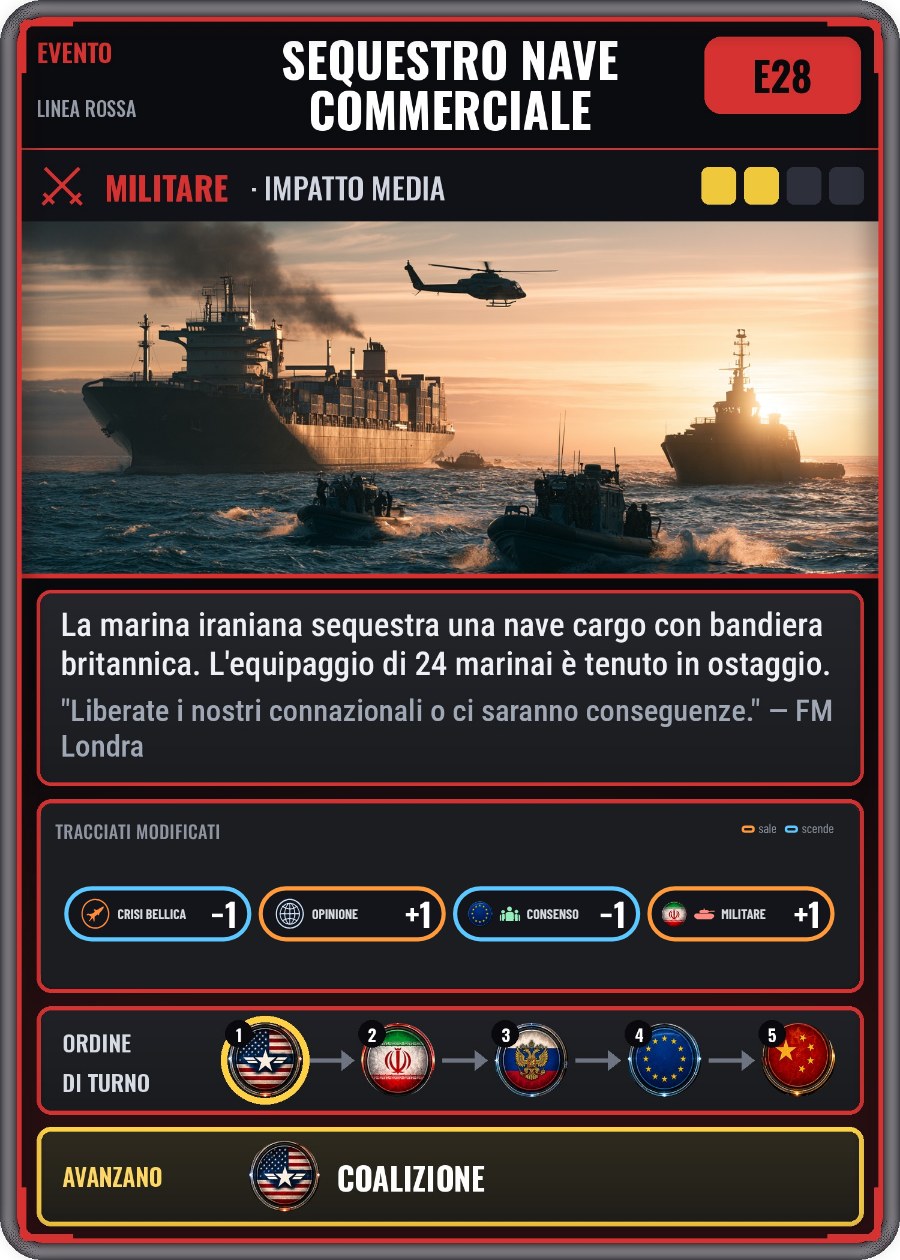 EVENTO
LINEA ROSSA
SEQUESTRO NAVE
COMMERCIALE
E28
MILITARE · IMPATTO MEDIA
La marina iraniana sequestra una nave cargo con bandiera
britannica. L'equipaggio di 24 marinai è tenuto in ostaggio.
"Liberate i nostri connazionali o ci saranno conseguenze." — FM
Londra
TRACCIATI MODIFICATI
sale scende
CRISI BELLICA -1 OPINIONE +1 CONSENSO -1 MILITARE +1
ORDINE
DI TURNO
1 2 3 4 5
AVANZANO COALIZIONE